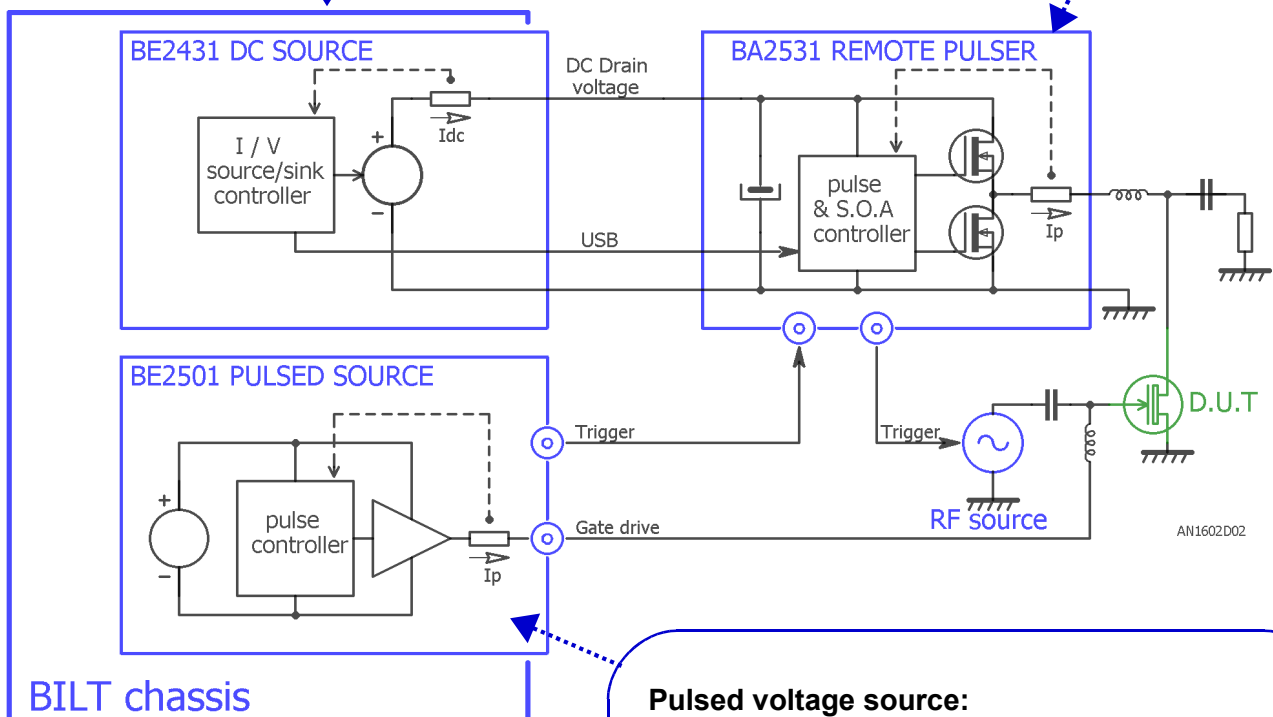 BE2431 DC SOURCE
I / V
source/sink
controller
+
−
Idc
DC Drain
voltage
USB
BA2531 REMOTE PULSER
pulse
& S.O.A
controller
Ip
D.U.T
BE2501 PULSED SOURCE
+
−
pulse
controller
Ip
Trigger
Gate drive
Trigger
RF source
AN1602D02
BILT chassis
Pulsed voltage source: